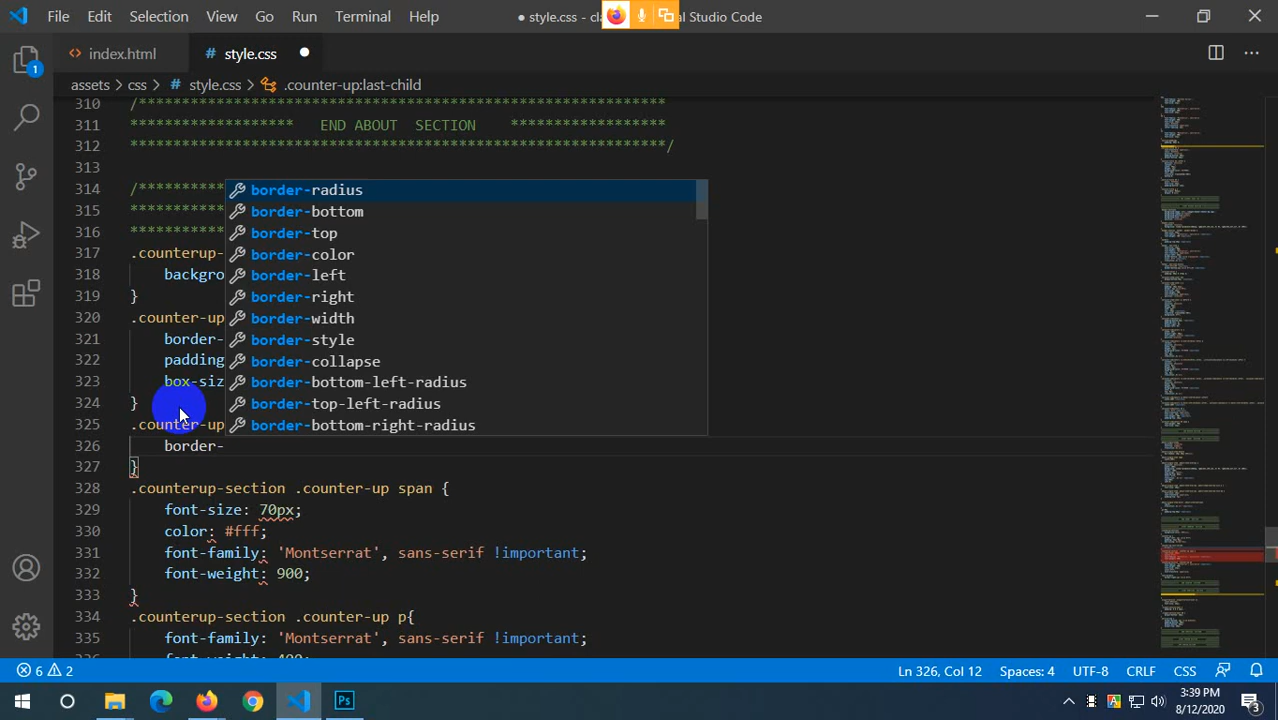 File Edit Selection View Go Run Terminal Help
● style.css - cla
al Studio Code
index.html
# style.css
assets > css > # style.css > .counter-up:last-child
310 /*************************************************************
311 ******************* END ABOUT SECTION ******************
312 **************************************************************/
313
314 /**********
border-radius
315 ***********
border-bottom
316 ***********
border-top
317 .counterup-
border-color
318 backgro
border-left
319 }
border-right
320 .counter-up
border-width
321 border-
border-style
322 padding
border-collapse
323 box-siz
border-bottom-left-radius
324 }
border-top-left-radius
325 .counter-up
border-bottom-right-radius
326 border-
327 }
328 .counterup-section .counter-up span {
329 font-size: 70px;
330 color: #fff;
331 font-family: 'Montserrat', sans-serif !important;
332 font-weight: 900;
333 }
334 .counterup-section .counter-up p{
335 font-family: 'Montserrat', sans-serif !important;
336 font-weight: 400;
1
6 2
Ln 326, Col 12 Spaces: 4 UTF-8 CRLF CSS
Ps
3:39 PM
8/12/2020
3